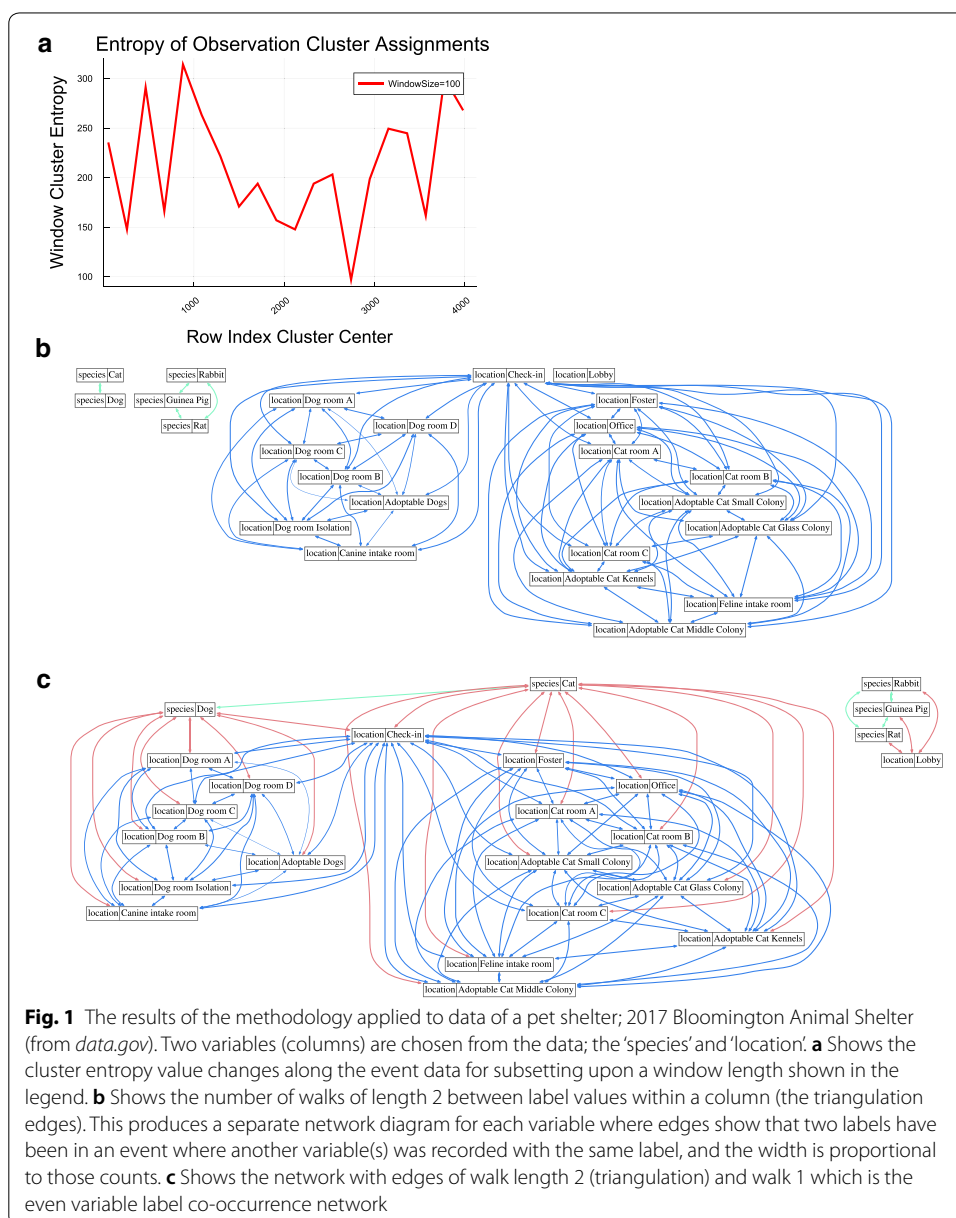 a
Entropy of Observation Cluster Assignments
Window Cluster Entropy
300
250
200
150
100
WindowSize=100
1000
2000
3000
4000
Row Index Cluster Center
b
species Cat
species Dog
species Rabbit
species Guinea Pig
species Rat
location Check-in
location Lobby
location Dog room A
location Foster
location Dog room D
location Office
location Dog room C
location Cat room A
location Dog room B
location Cat room B
location Adoptable Dogs
location Adoptable Cat Small Colony
location Dog room Isolation
location Adoptable Cat Glass Colony
location Canine intake room
location Cat room C
location Adoptable Cat Kennels
location Feline intake room
location Adoptable Cat Middle Colony
c
species Cat
species Rabbit
species Dog
species Guinea Pig
location Check-in
species Rat
location Lobby
location Dog room A
location Foster
location Dog room D
location Office
location Dog room C
location Cat room A
location Dog room B
location Cat room B
location Adoptable Dogs
location Adoptable Cat Small Colony
location Dog room Isolation
location Adoptable Cat Glass Colony
location Canine intake room
location Cat room C
location Adoptable Cat Kennels
location Feline intake room
location Adoptable Cat Middle Colony
Fig. 1 The results of the methodology applied to data of a pet shelter; 2017 Bloomington Animal Shelter
(from data.gov). Two variables (columns) are chosen from the data; the 'species' and 'location'. a Shows the
cluster entropy value changes along the event data for subsetting upon a window length shown in the
legend. b Shows the number of walks of length 2 between label values within a column (the triangulation
edges). This produces a separate network diagram for each variable where edges show that two labels have
been in an event where another variable(s) was recorded with the same label, and the width is proportional
to those counts. c Shows the network with edges of walk length 2 (triangulation) and walk 1 which is the
even variable label co-occurrence network